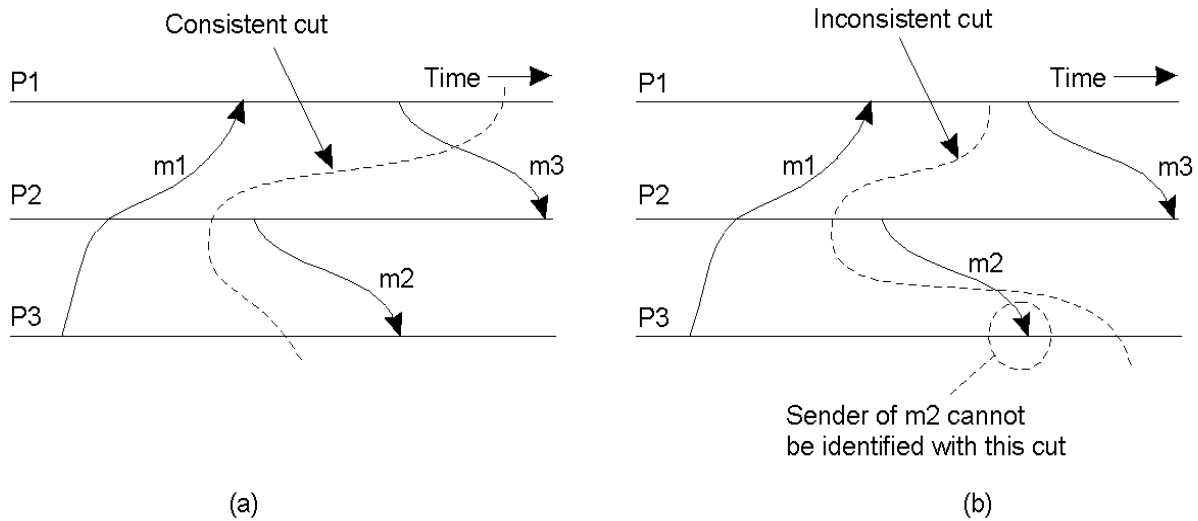 Consistent cut
Time
P1
m1
m3
P2
m2
P3
(a)
Inconsistent cut
Time
P1
m1
m3
P2
m2
P3
Sender of m2 cannot
be identified with this cut
(b)